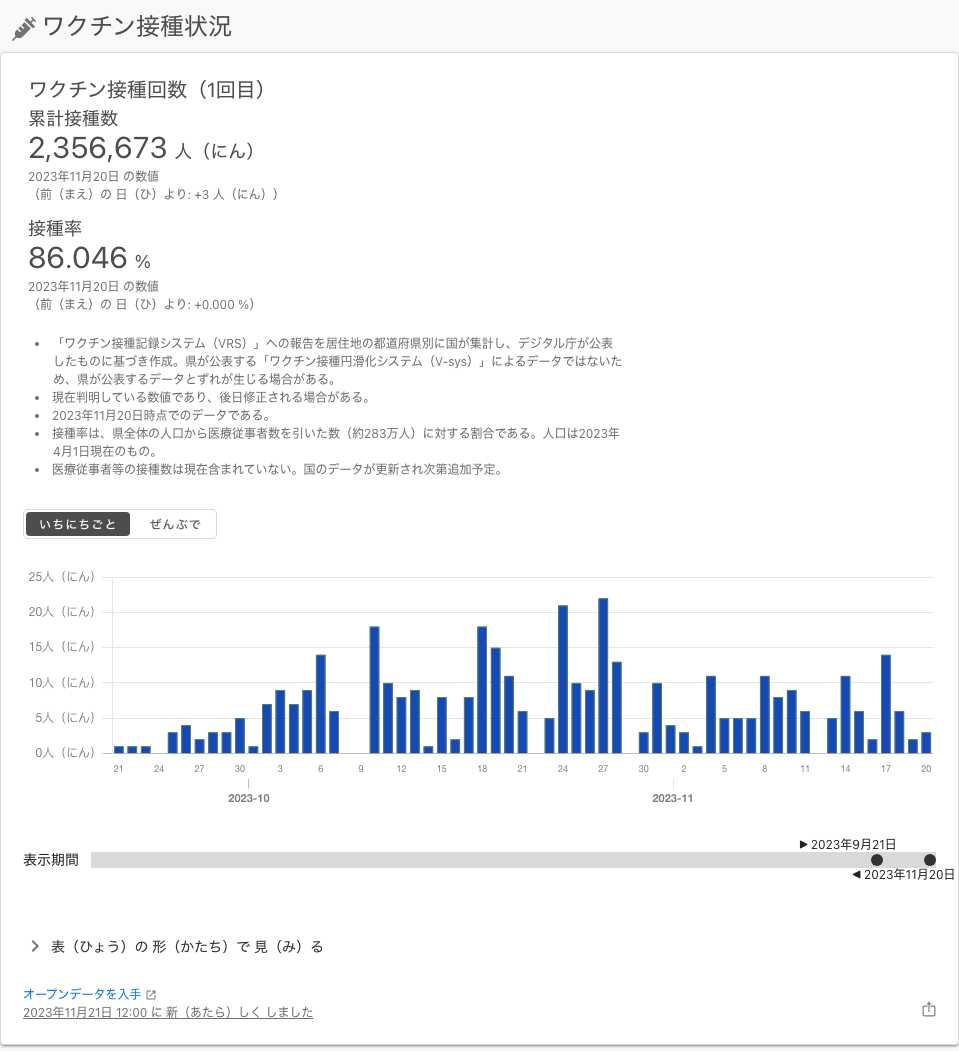 ワクチン接種状況
ワクチン接種回数（1回目）
累計接種数
2,356,673 人（にん）
2023年11月20日 の数値
（前（まえ）の 日（ひ）より: +3 人（にん））
接種率
86.046 %
2023年11月20日 の数値
（前（まえ）の 日（ひ）より: +0.000 %）
• 「ワクチン接種記録システム（VRS）」への報告を居住地の都道府県別に国が集計し、デジタル庁が公表
したものに基づき作成。県が公表する「ワクチン接種円滑化システム（V-sys）」によるデータではないた
め、県が公表するデータとずれが生じる場合がある。
• 現在判明している数値であり、後日修正される場合がある。
• 2023年11月20日時点でのデータである。
• 接種率は、県全体の人口から医療従事者数を引いた数（約283万人）に対する割合である。人口は2023年
4月1日現在のもの。
• 医療従事者等の接種数は現在含まれていない。国のデータが更新され次第追加予定。
いちにちごと ぜんぶで
25人（にん）
20人（にん）
15人（にん）
10人（にん）
5人（にん）
0人（にん）
21 24 27 30 3 6 9 12 15 18 21 24 27 30 2 5 8 11 14 17 20
2023-10 2023-11
▶ 2023年9月21日
表示期間
◀ 2023年11月20日
表（ひょう）の 形（かたち）で 見（み）る
オープンデータを入手
2023年11月21日 12:00 に 新（あたら）しく しました